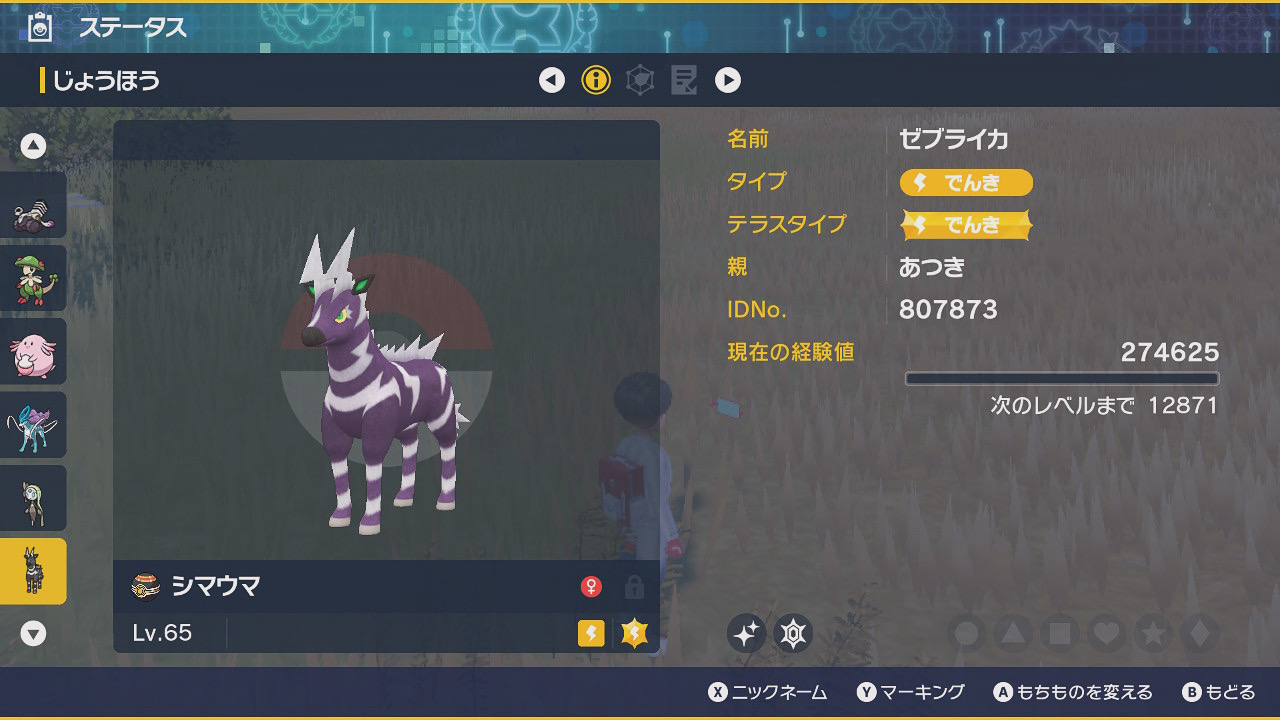 ステータス
じょうほう
名前 ゼブライカ
タイプ でんき
テラスタイプ でんき
親 あつき
IDNo. 807873
現在の経験値 274625
次のレベルまで 12871
シマウマ
Lv.65
X ニックネーム Y マーキング A もちものを変える B もどる